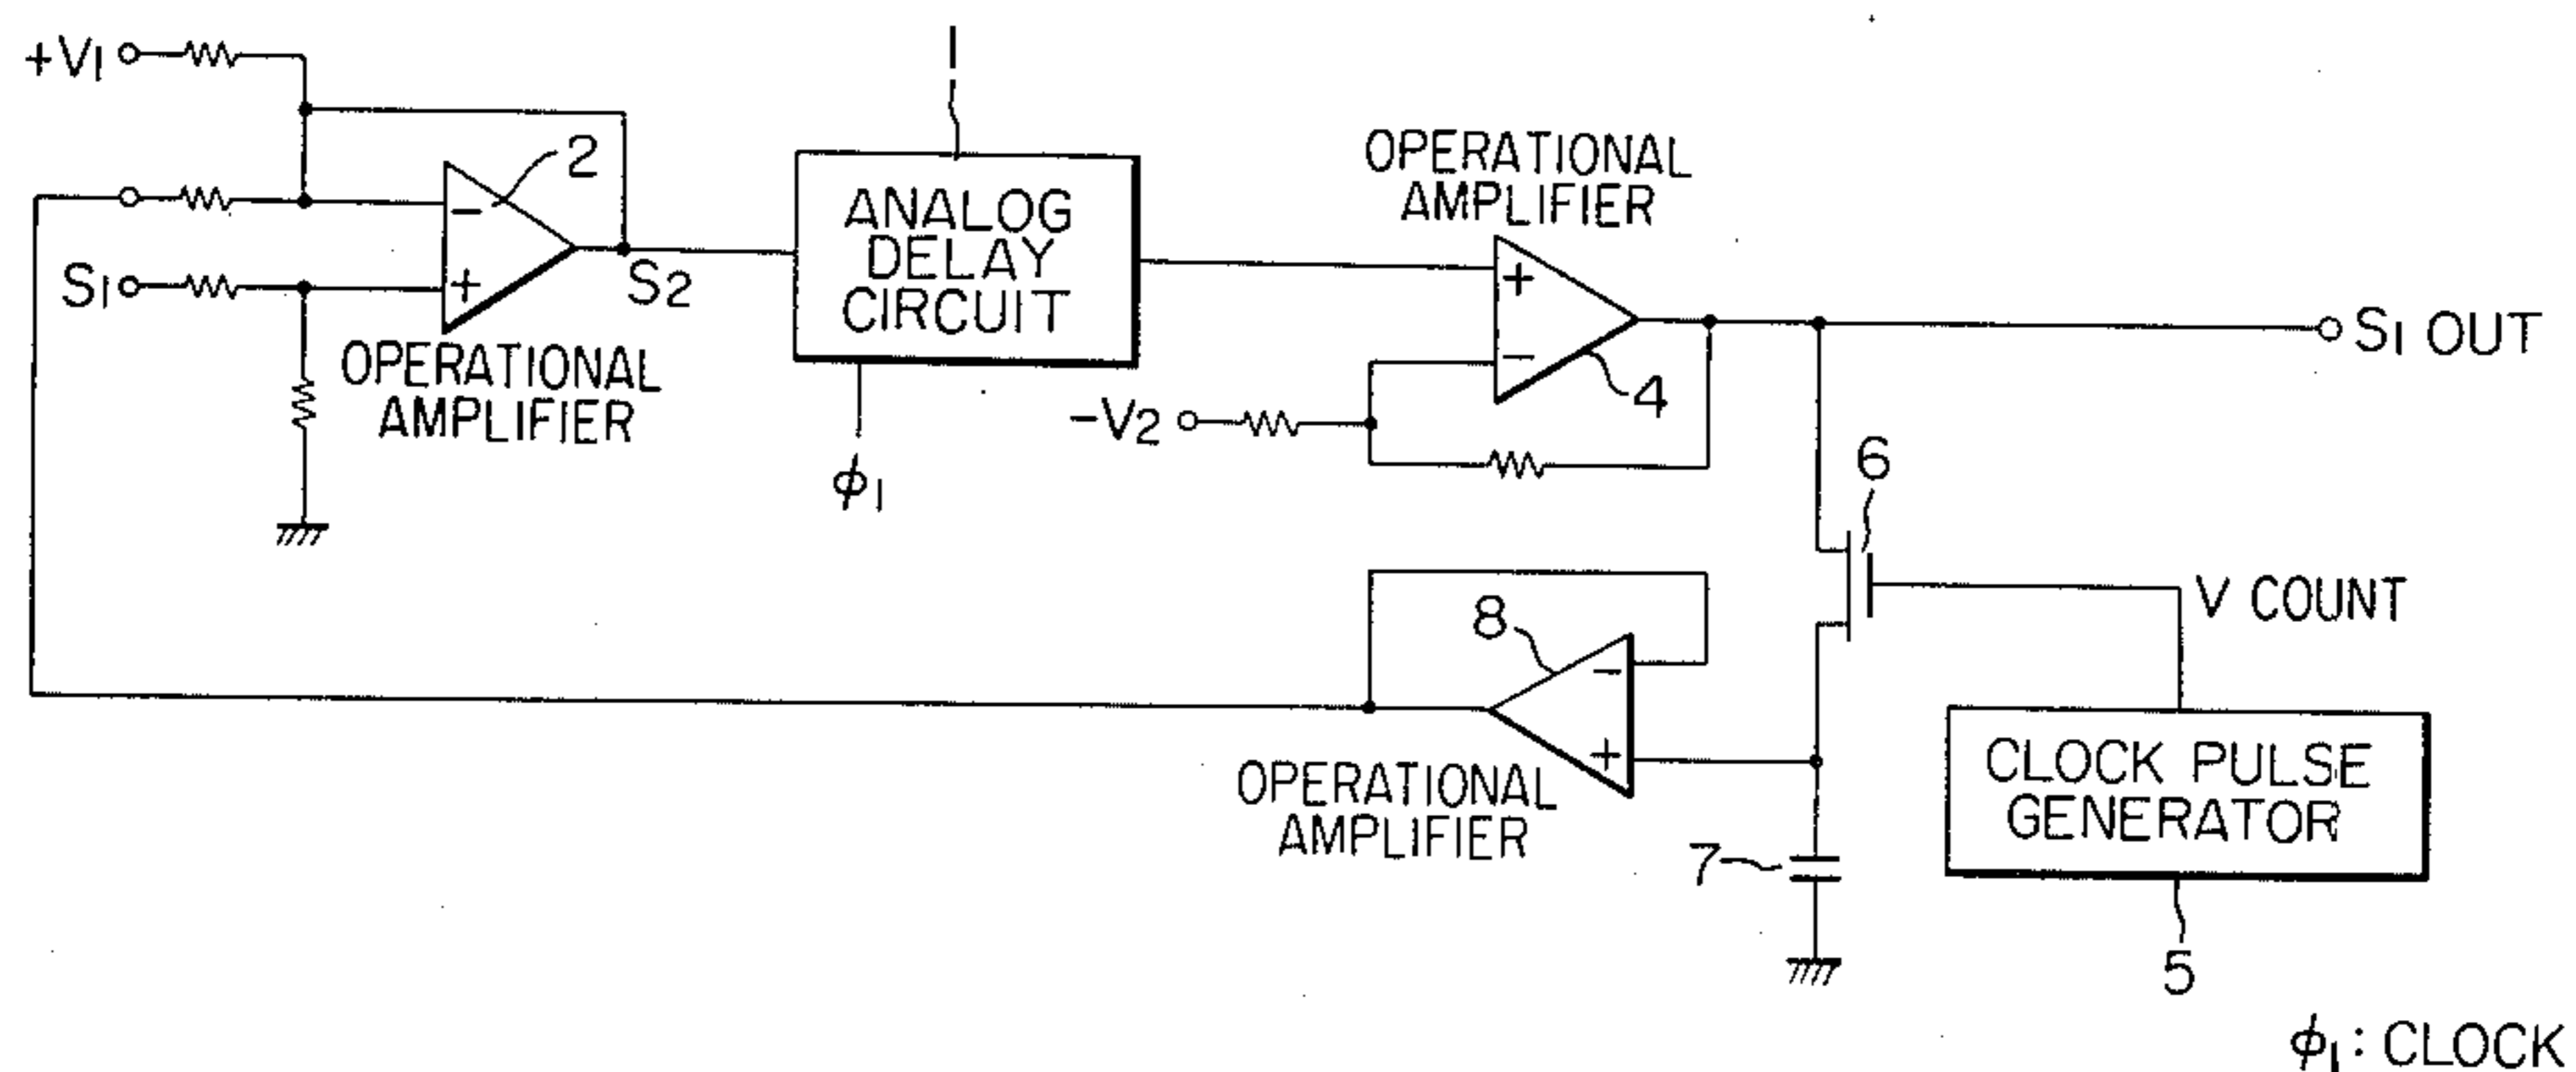 +V1
1
2
ANALOG
DELAY
CIRCUIT
OPERATIONAL
AMPLIFIER
−
+
S1
S2
OPERATIONAL
AMPLIFIER
+
−
4
S1 OUT
−V2
ϕ1
6
V COUNT
8
−
+
OPERATIONAL
AMPLIFIER
7
CLOCK PULSE
GENERATOR
5
ϕ1: CLOCK